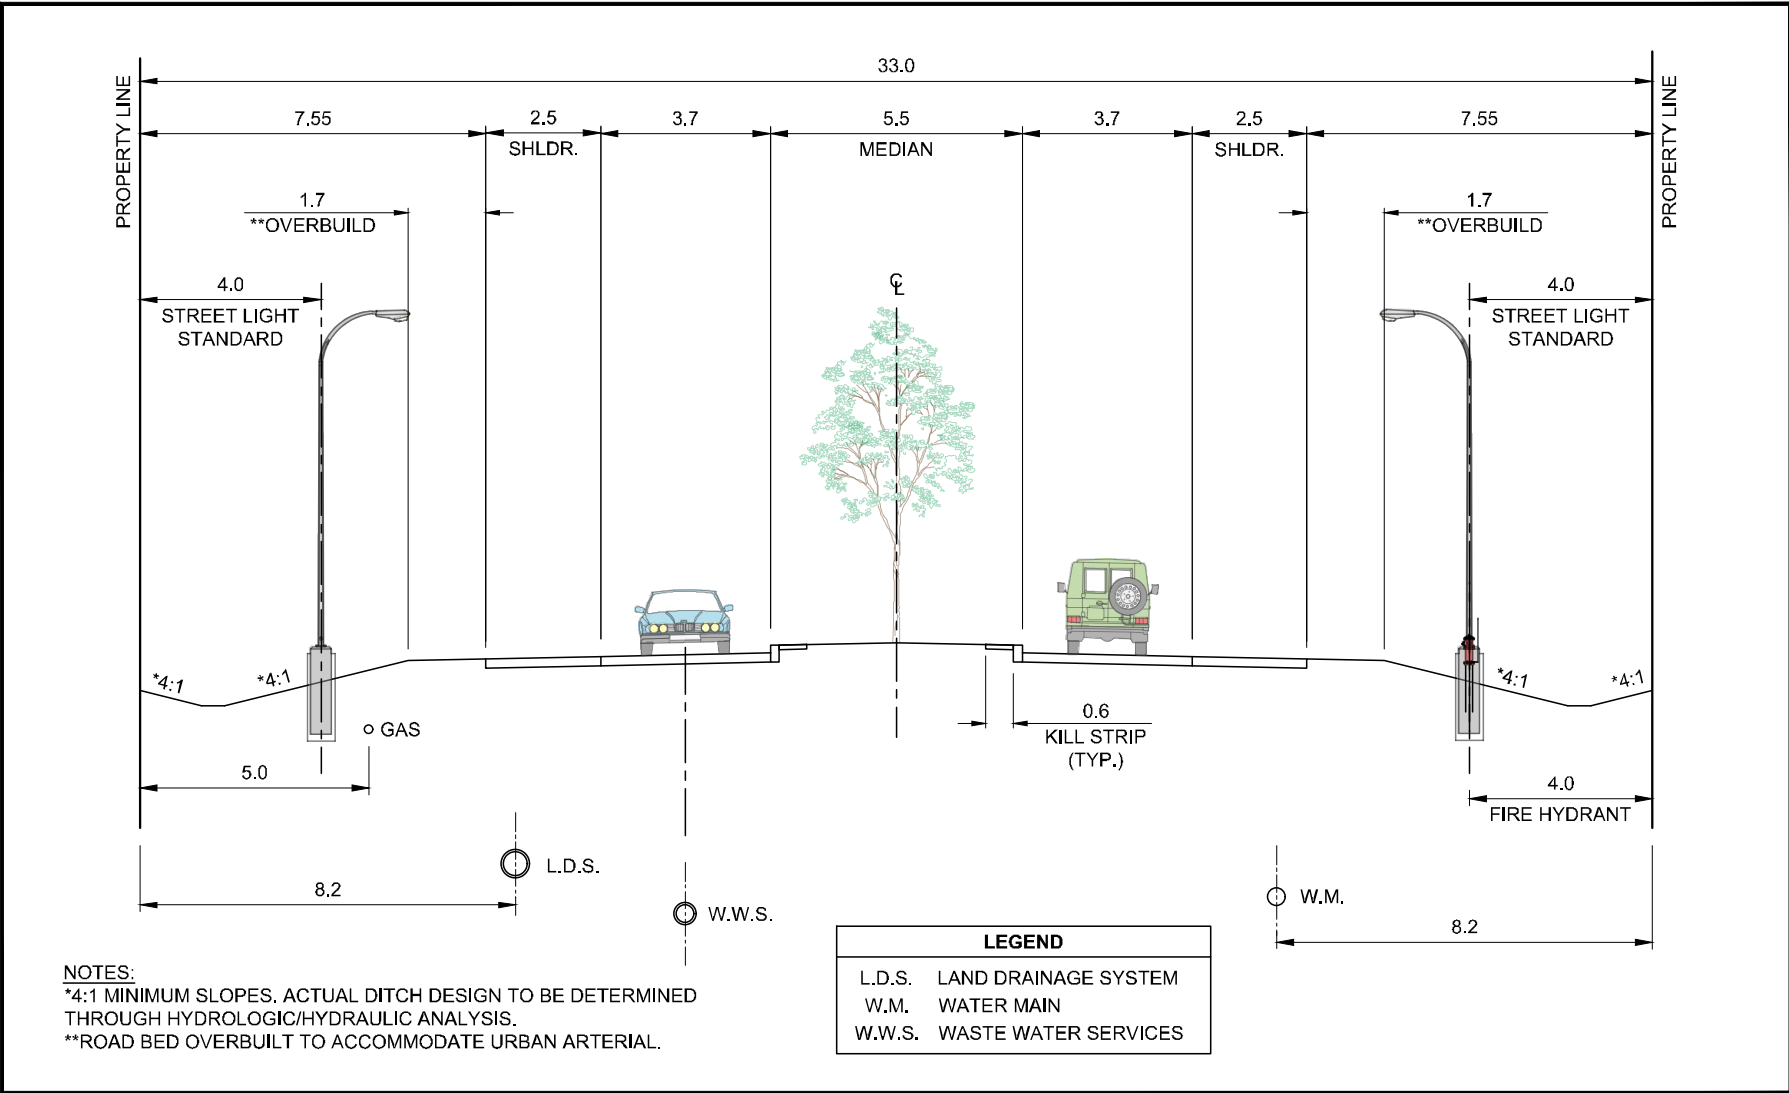 33.0
PROPERTY LINE
7.55
2.5
3.7
5.5
3.7
2.5
7.55
PROPERTY LINE
SHLDR.
MEDIAN
SHLDR.
1.7
**OVERBUILD
1.7
**OVERBUILD
4.0
STREET LIGHT
STANDARD
℄
4.0
STREET LIGHT
STANDARD
*4:1
*4:1
*4:1
*4:1
GAS
0.6
KILL STRIP
(TYP.)
5.0
4.0
FIRE HYDRANT
L.D.S.
8.2
W.W.S.
W.M.
8.2
LEGEND
L.D.S. LAND DRAINAGE SYSTEM
W.M. WATER MAIN
W.W.S. WASTE WATER SERVICES
NOTES:
*4:1 MINIMUM SLOPES. ACTUAL DITCH DESIGN TO BE DETERMINED
THROUGH HYDROLOGIC/HYDRAULIC ANALYSIS.
**ROAD BED OVERBUILT TO ACCOMMODATE URBAN ARTERIAL.